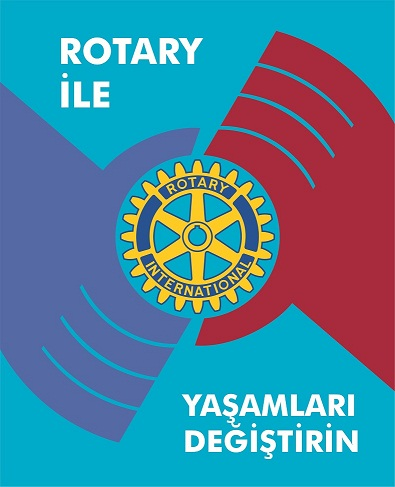 ROTARY
İLE
ROTARY
INTERNATIONAL
YAŞAMLARI
DEĞİŞTİRİN